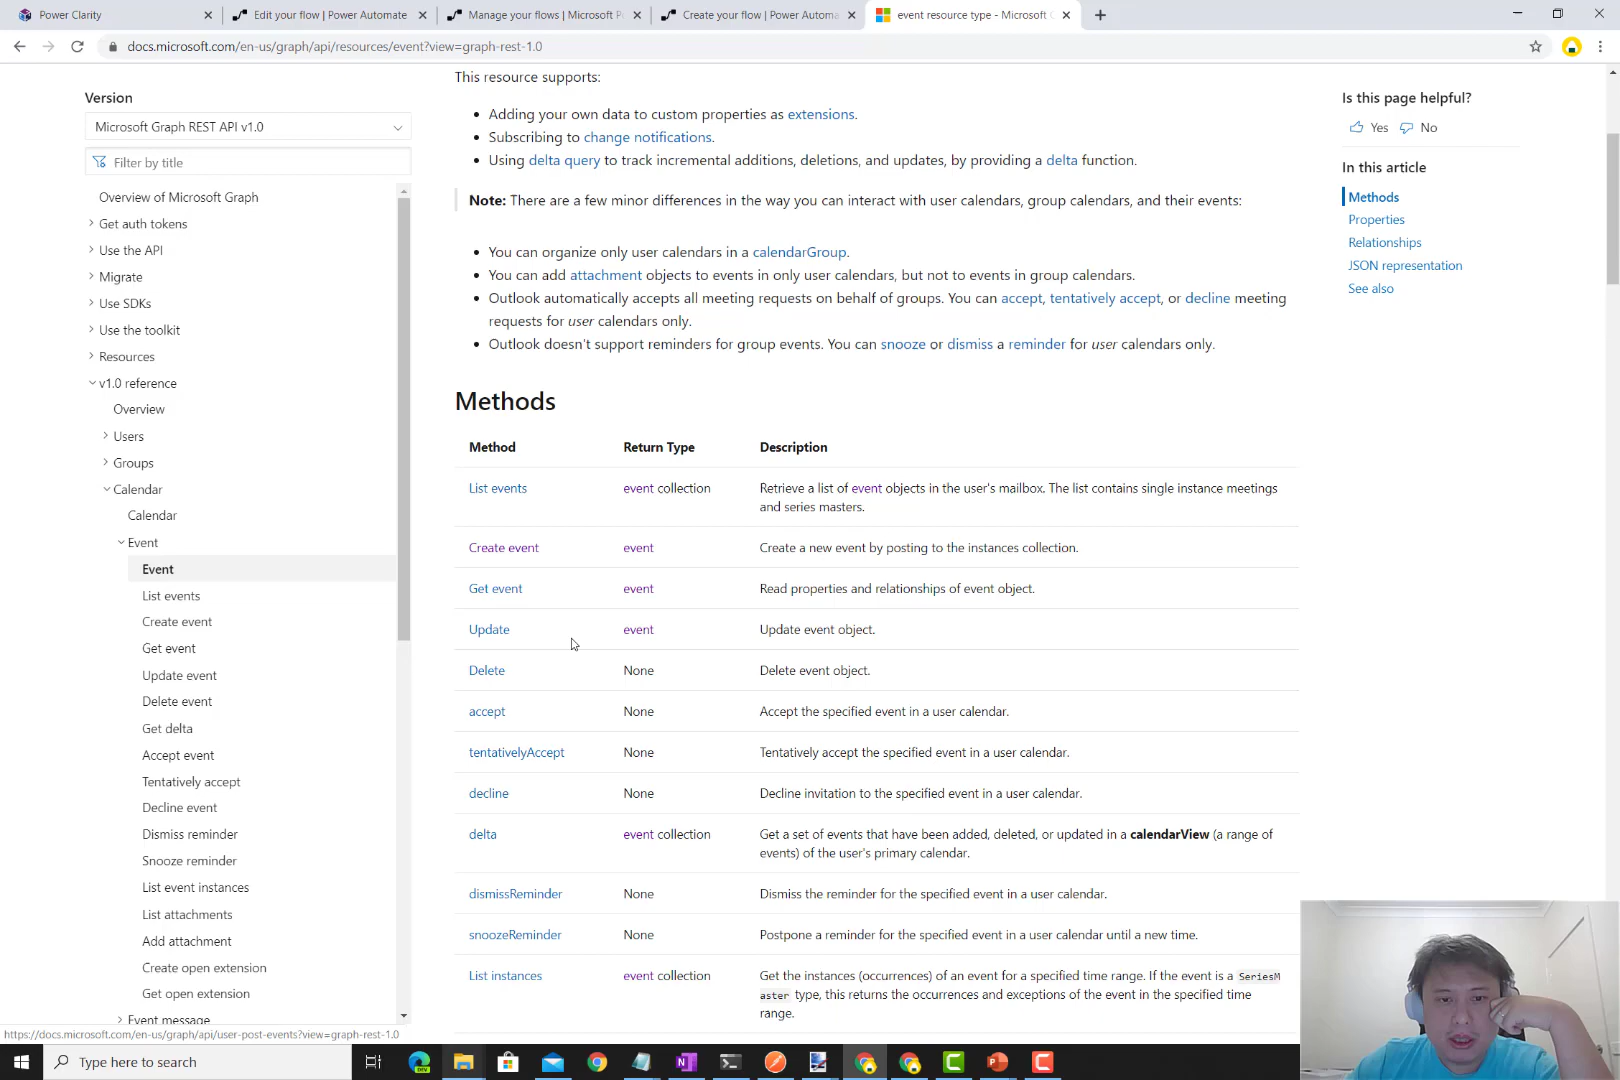 Power Clarity
Edit your flow | Power Automate
Manage your flows | Microsoft P
Create your flow | Power Automa
event resource type - Microsoft G
docs.microsoft.com/en-us/graph/api/resources/event?view=graph-rest-1.0
Version
Microsoft Graph REST API v1.0
Filter by title
Overview of Microsoft Graph
Get auth tokens
Use the API
Migrate
Use SDKs
Use the toolkit
Resources
v1.0 reference
Overview
Users
Groups
Calendar
Calendar
Event
Event
List events
Create event
Get event
Update event
Delete event
Get delta
Accept event
Tentatively accept
Decline event
Dismiss reminder
Snooze reminder
List event instances
List attachments
Add attachment
Create open extension
Get open extension
Event message
This resource supports:
• Adding your own data to custom properties as extensions.
• Subscribing to change notifications.
• Using delta query to track incremental additions, deletions, and updates, by providing a delta function.
Note: There are a few minor differences in the way you can interact with user calendars, group calendars, and their events:
• You can organize only user calendars in a calendarGroup.
• You can add attachment objects to events in only user calendars, but not to events in group calendars.
• Outlook automatically accepts all meeting requests on behalf of groups. You can accept, tentatively accept, or decline meeting
requests for user calendars only.
• Outlook doesn't support reminders for group events. You can snooze or dismiss a reminder for user calendars only.
Methods
Method Return Type Description
List events event collection Retrieve a list of event objects in the user's mailbox. The list contains single instance meetings
and series masters.
Create event event Create a new event by posting to the instances collection.
Get event event Read properties and relationships of event object.
Update event Update event object.
Delete None Delete event object.
accept None Accept the specified event in a user calendar.
tentativelyAccept None Tentatively accept the specified event in a user calendar.
decline None Decline invitation to the specified event in a user calendar.
delta event collection Get a set of events that have been added, deleted, or updated in a calendarView (a range of
events) of the user's primary calendar.
dismissReminder None Dismiss the reminder for the specified event in a user calendar.
snoozeReminder None Postpone a reminder for the specified event in a user calendar until a new time.
List instances event collection Get the instances (occurrences) of an event for a specified time range. If the event is a SeriesM
aster type, this returns the occurrences and exceptions of the event in the specified time
range.
Is this page helpful?
Yes No
In this article
Methods
Properties
Relationships
JSON representation
See also
https://docs.microsoft.com/en-us/graph/api/user-post-events?view=graph-rest-1.0
Type here to search